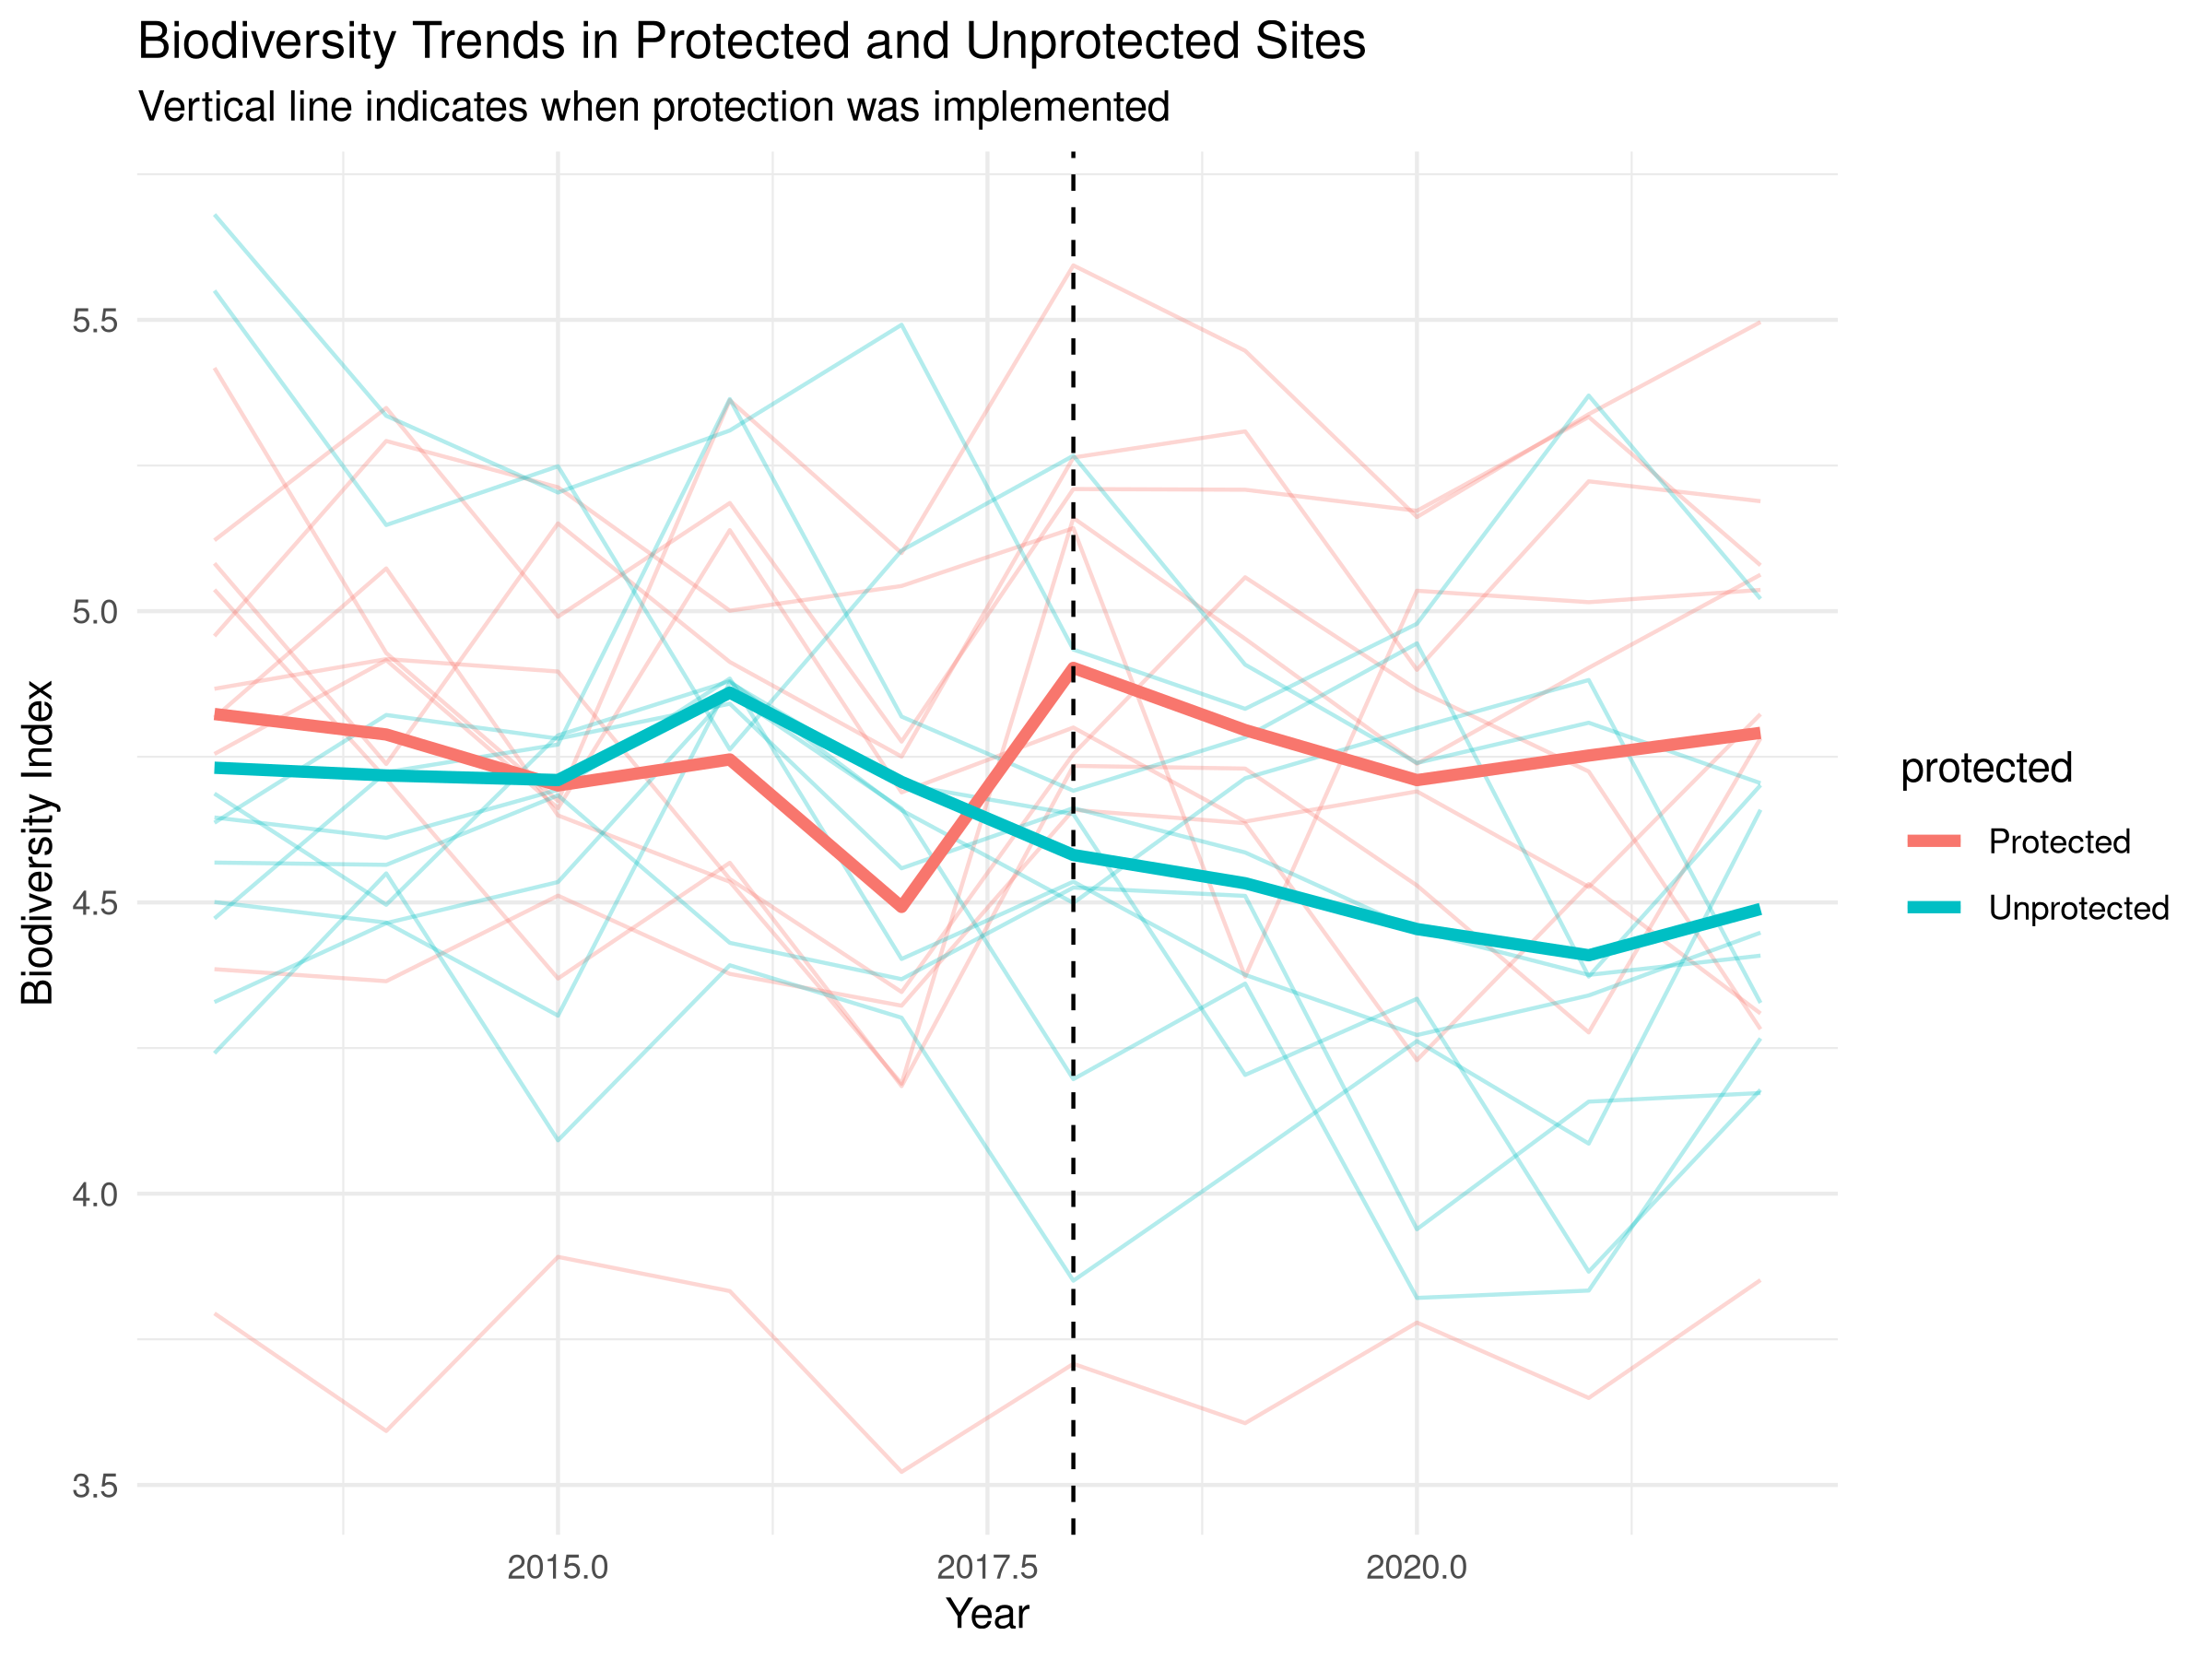 Biodiversity Trends in Protected and Unprotected Sites
Vertical line indicates when protection was implemented
5.5
5.0
4.5
4.0
3.5
Biodiversity Index
2015.0
2017.5
2020.0
Year
protected
Protected
Unprotected